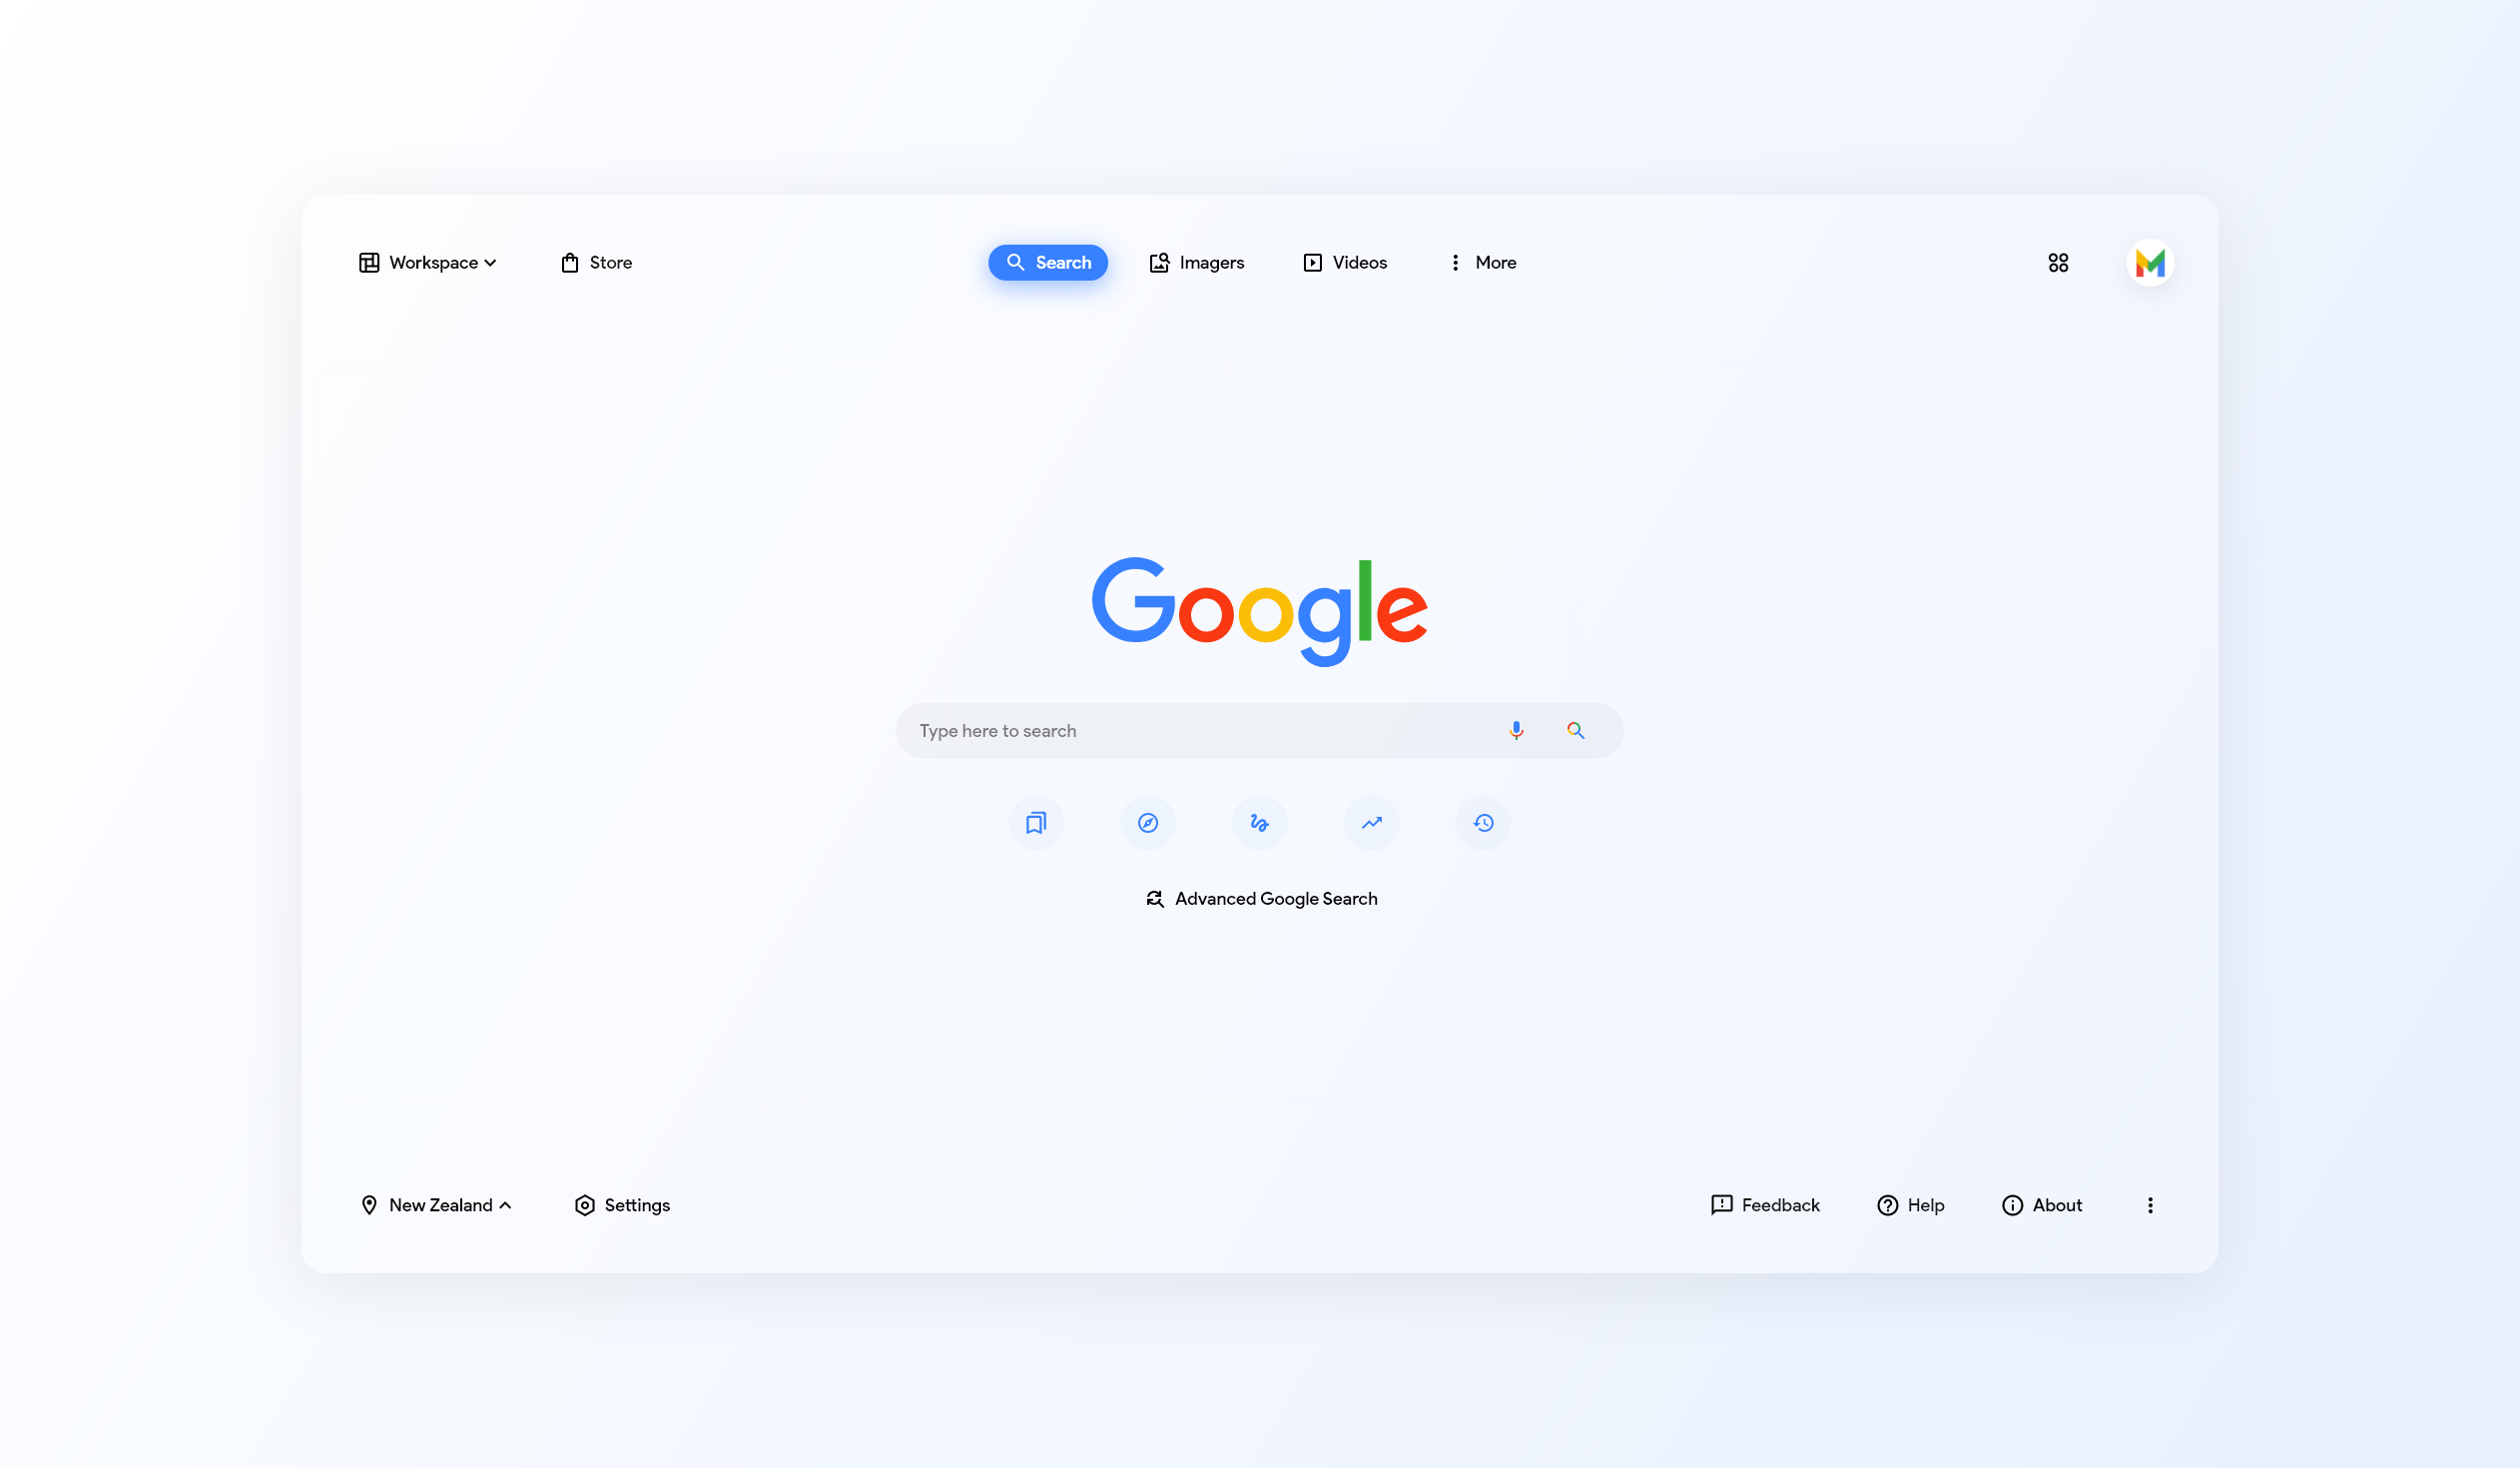 Workspace
Store
Search
Imagers
Videos
More
Google
Type here to search
Advanced Google Search
New Zealand
Settings
Feedback
Help
About